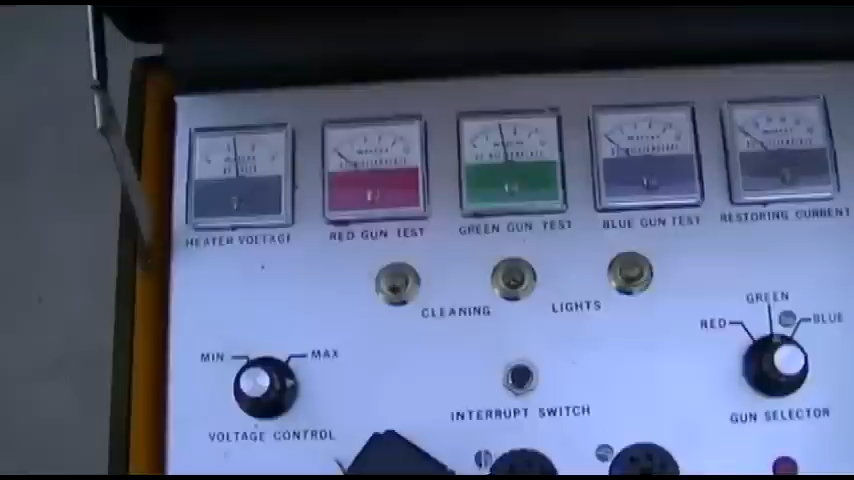 HEATER VOLTAGE
RED GUN TEST
GREEN GUN TEST
BLUE GUN TEST
RESTORING CURRENT
CLEANING LIGHTS
GREEN
RED
BLUE
MIN
MAX
INTERRUPT SWITCH
GUN SELECTOR
VOLTAGE CONTROL